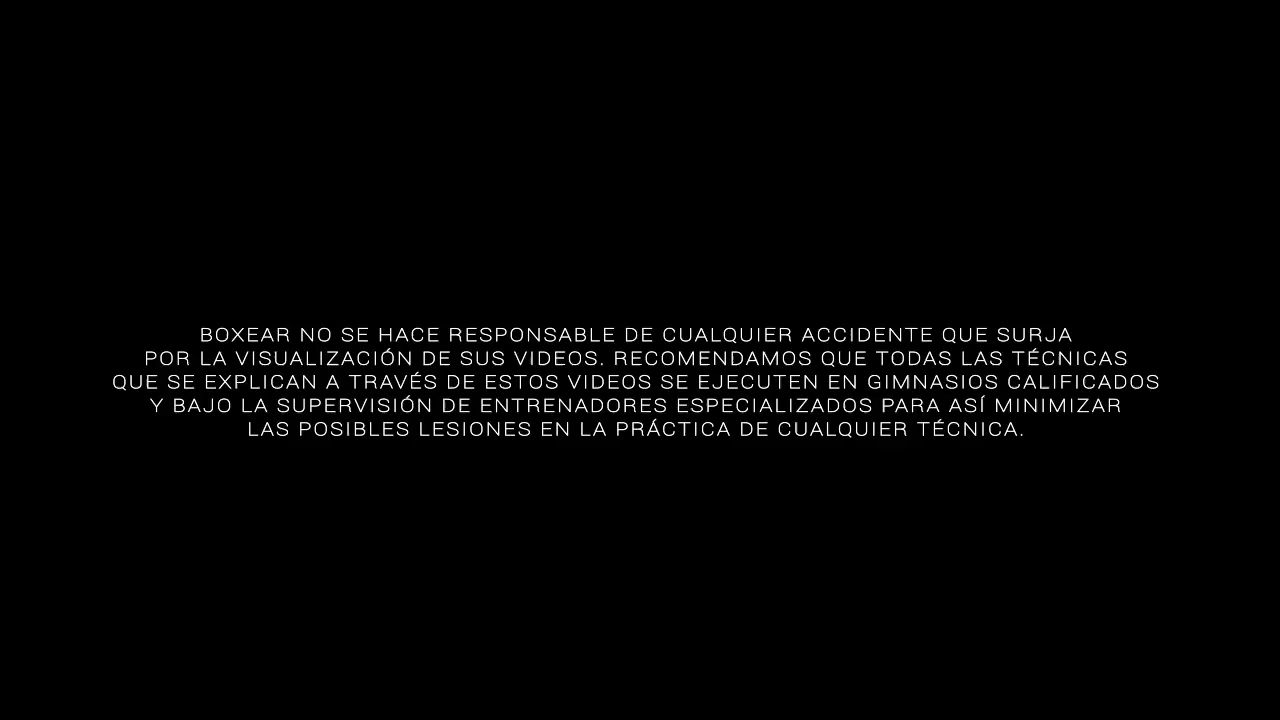 BOXEAR NO SE HACE RESPONSABLE DE CUALQUIER ACCIDENTE QUE SURJA
POR LA VISUALIZACIÓN DE SUS VIDEOS. RECOMENDAMOS QUE TODAS LAS TÉCNICAS
QUE SE EXPLICAN A TRAVÉS DE ESTOS VIDEOS SE EJECUTEN EN GIMNASIOS CALIFICADOS
Y BAJO LA SUPERVISIÓN DE ENTRENADORES ESPECIALIZADOS PARA ASÍ MINIMIZAR
LAS POSIBLES LESIONES EN LA PRÁCTICA DE CUALQUIER TÉCNICA.